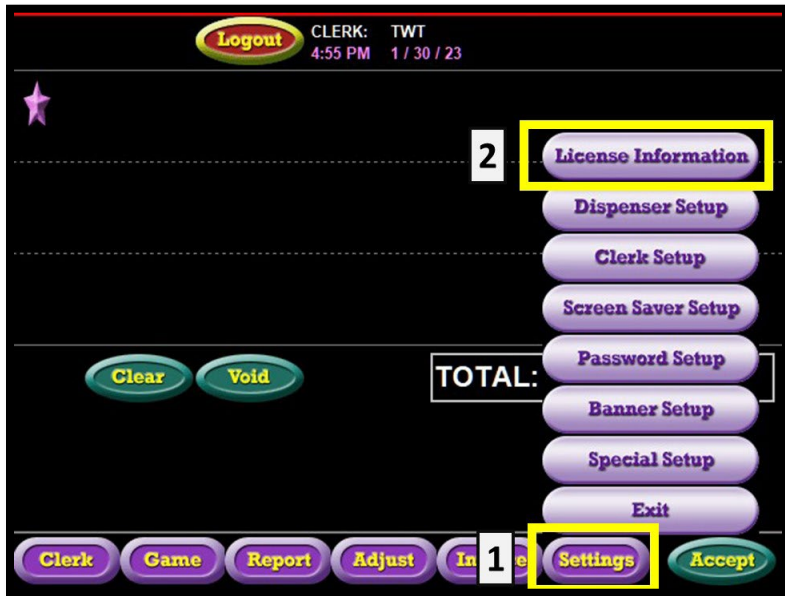 Logout
CLERK: TWT
4:55 PM 1 / 30 / 23
2
License Information
Dispenser Setup
Clerk Setup
Screen Saver Setup
Password Setup
Clear Void
TOTAL:
Banner Setup
Special Setup
Exit
Clerk Game Report Adjust 1 Settings Accept